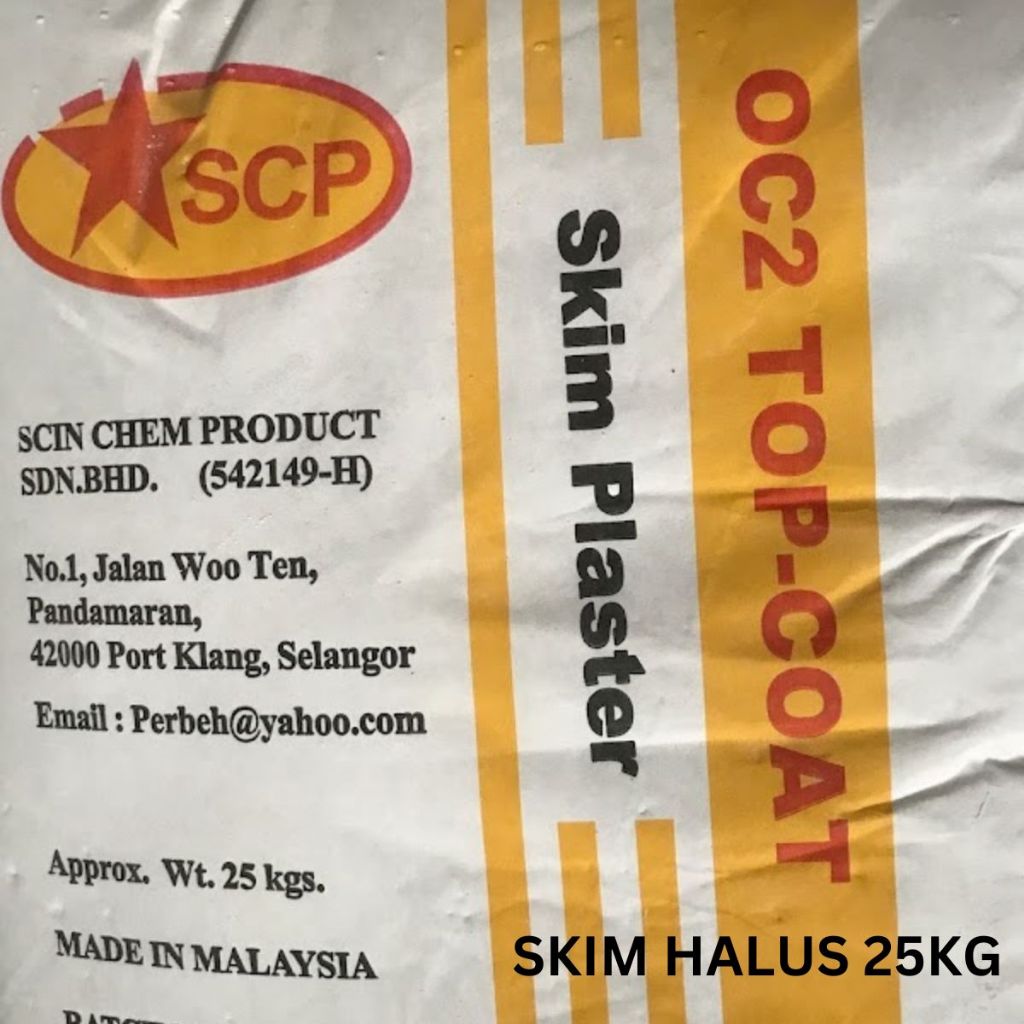 SCP
SCIN CHEM PRODUCT
SDN.BHD. (542149-H)
No.1, Jalan Woo Ten,
Pandamaran,
42000 Port Klang, Selangor
Email : Perbeh@yahoo.com
Approx. Wt. 25 kgs.
MADE IN MALAYSIA
Skim Plaster
OC2 TOP-COAT
SKIM HALUS 25KG